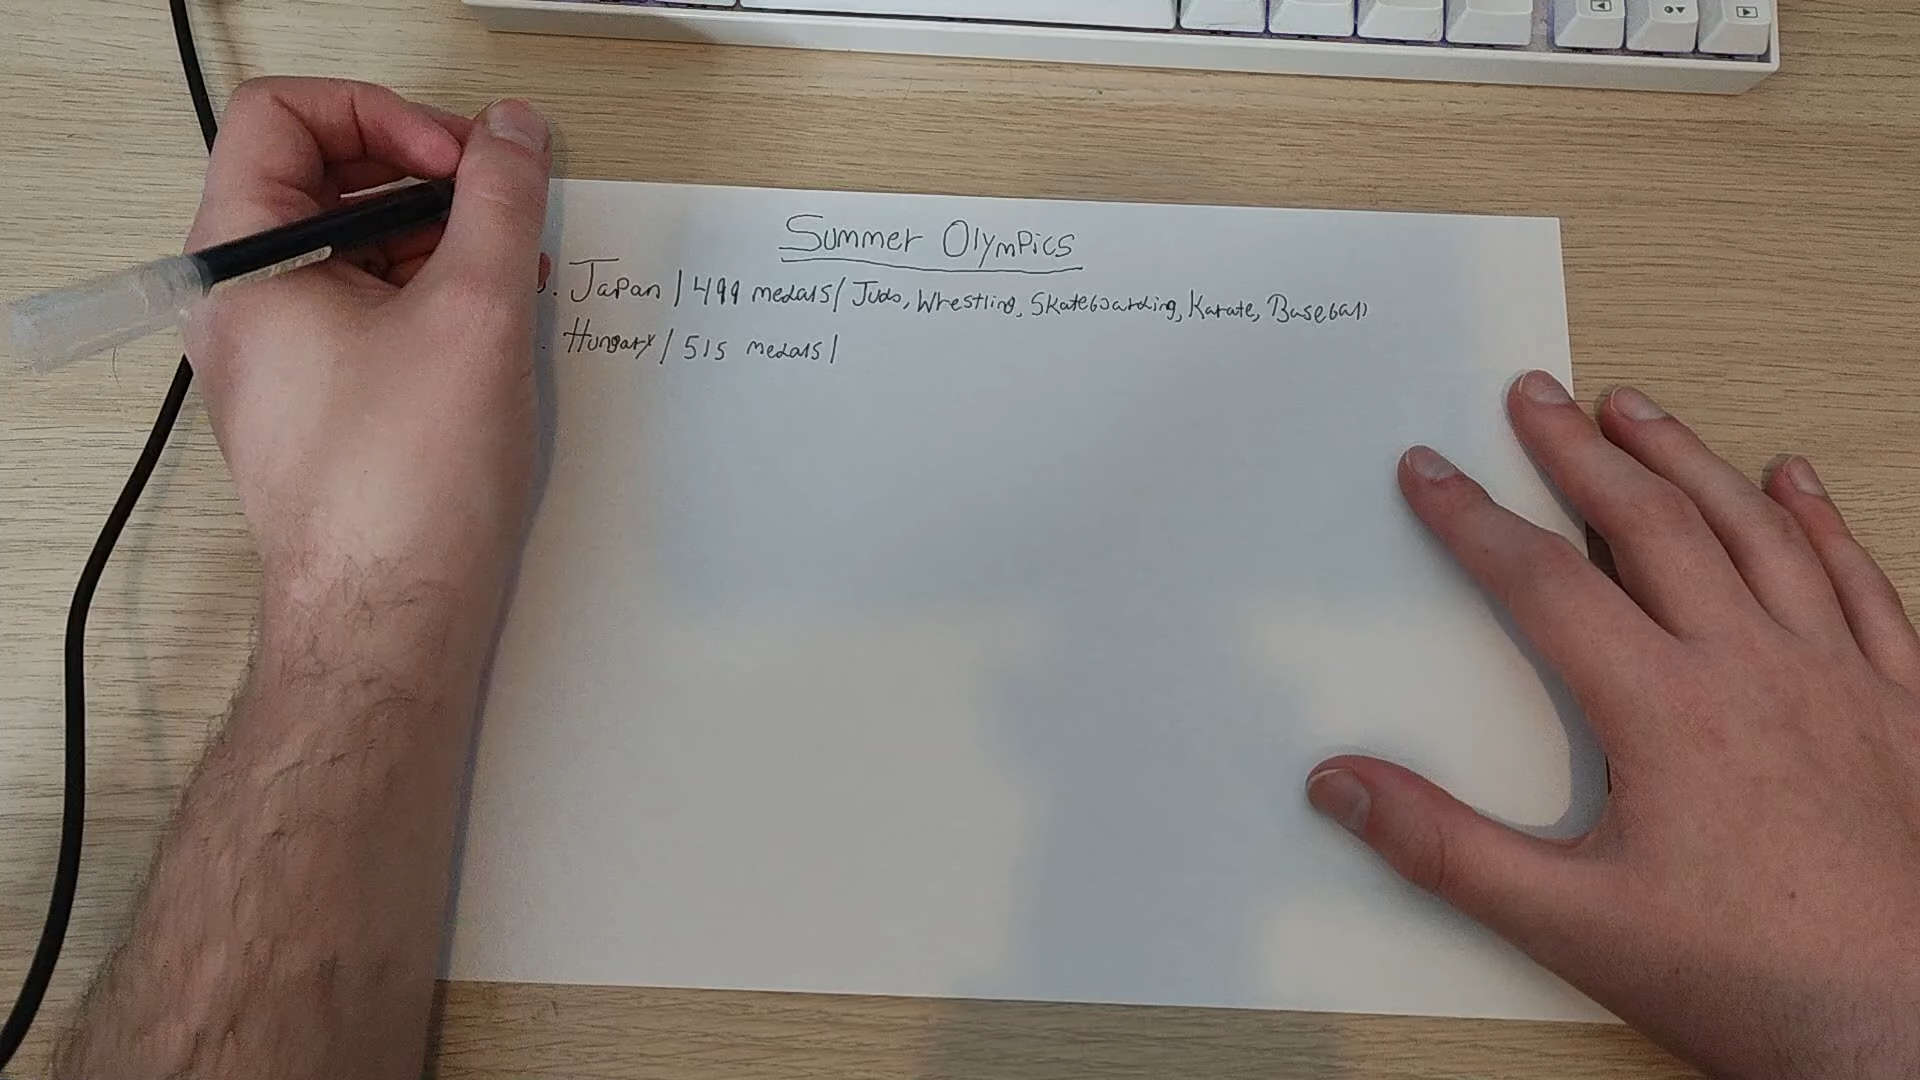 Summer Olympics
. Japan | 499 medals | Judo, Wrestling, Skateboarding, Karate, Baseball
. Hungary | 515 medals |